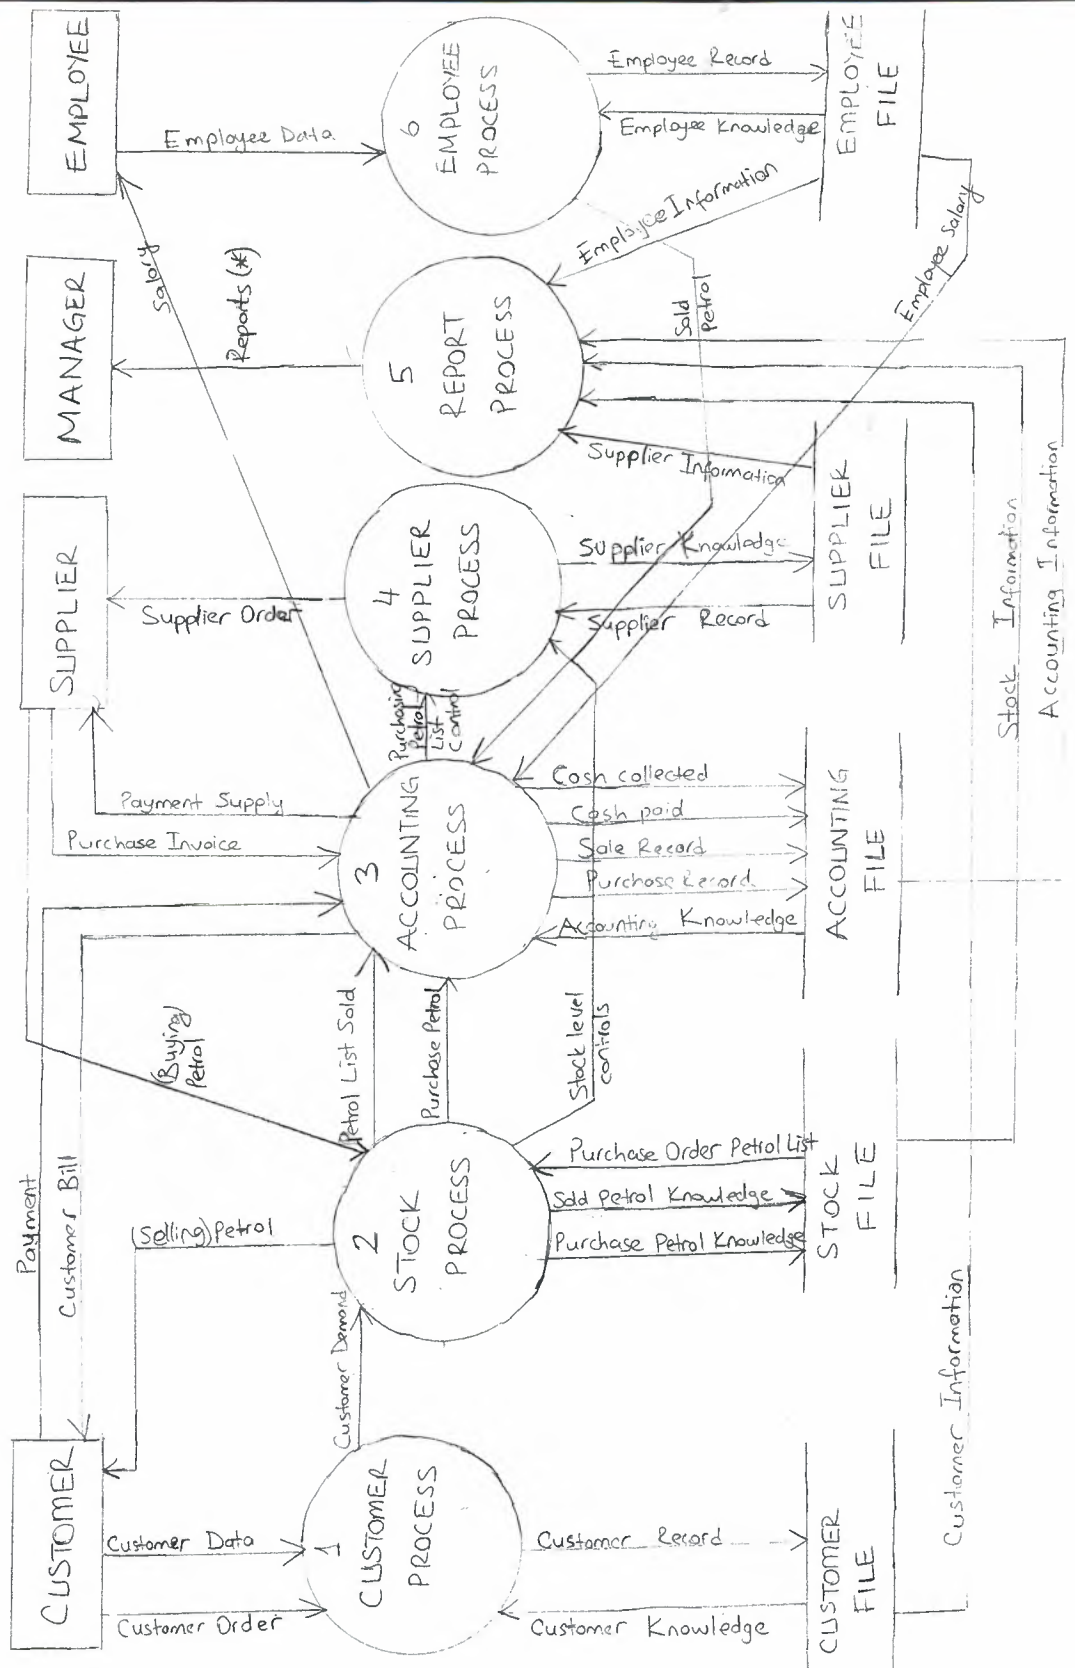 CUSTOMER
SUPPLIER
MANAGER
EMPLOYEE
Payment
Customer Bill
(Selling) Petrol
(Buying)
Petrol
Purchase Invoice
Payment Supply
Supplier Order
Salary
Reports (*)
Employee Data
Customer Data
Customer Order
1
CUSTOMER
PROCESS
Customer Demand
2
STOCK
PROCESS
Petrol List Sold
Purchase Petrol
3
ACCOUNTING
PROCESS
Purchasing
Petrol
List
Control
4
SUPPLIER
PROCESS
5
REPORT
PROCESS
6
EMPLOYEE
PROCESS
Customer Record
Customer Knowledge
Purchase Order Petrol List
Sold Petrol Knowledge
Purchase Petrol Knowledge
Stock level
controls
Cash collected
Cash paid
Sale Record
Purchase Record
Accounting Knowledge
Supplier Information
Supplier Knowledge
Supplier Record
Sold
Petrol
Employee Information
Employee Record
Employee Knowledge
Employee Salary
CUSTOMER
FILE
STOCK
FILE
ACCOUNTING
FILE
SUPPLIER
FILE
EMPLOYEE
FILE
Customer Information
Stock Information
Accounting Information